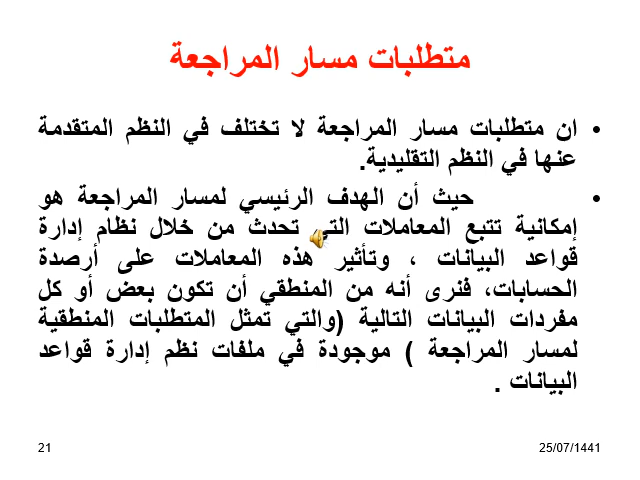 متطلبات مسار المراجعة
• ان متطلبات مسار المراجعة لا تختلف في النظم المتقدمة
عنها في النظم التقليدية.
• حيث أن الهدف الرئيسي لمسار المراجعة هو
إمكانية تتبع المعاملات التي تحدث من خلال نظام إدارة
قواعد البيانات ، وتأثير هذه المعاملات على أرصدة
الحسابات، فنرى أنه من المنطقي أن تكون بعض أو كل
مفردات البيانات التالية (والتي تمثل المتطلبات المنطقية
لمسار المراجعة ) موجودة في ملفات نظم إدارة قواعد
البيانات .
25/07/1441
21